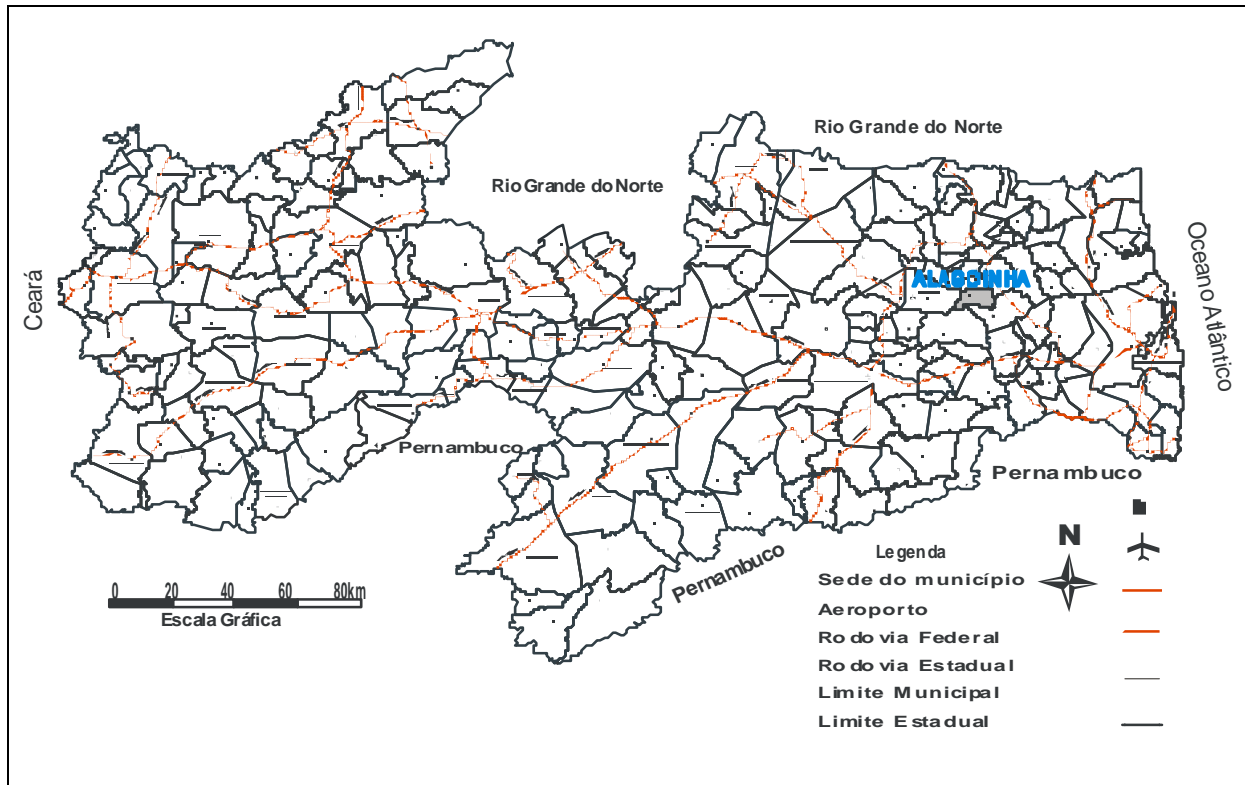 Rio Grande do Norte
Rio Grande do Norte
Ceará
Oceano Atlântico
ALAGOINHA
Pernambuco
Pernambuco
Pernambuco
N
0 20 40 60 80km
Escala Gráfica
Legenda
Sede do município
Aeroporto
Rodovia Federal
Rodovia Estadual
Limite Municipal
Limite Estadual